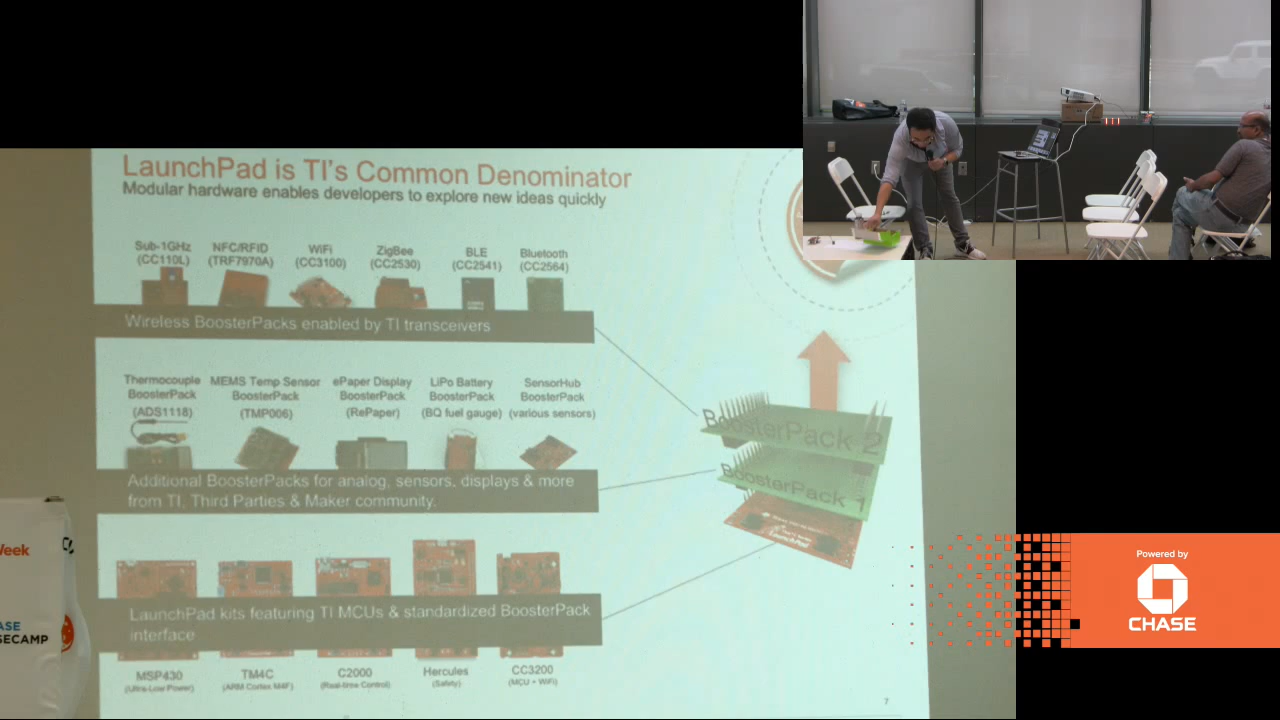 LaunchPad is TI's Common Denominator
Modular hardware enables developers to explore new ideas quickly
Sub-1GHz
(CC110L)
NFC/RFID
(TRF7970A)
WiFi
(CC3100)
ZigBee
(CC2530)
BLE
(CC2541)
Bluetooth
(CC2564)
Wireless BoosterPacks enabled by TI transceivers
Thermocouple
BoosterPack
(ADS1118)
MEMS Temp Sensor
BoosterPack
(TMP006)
ePaper Display
BoosterPack
(RePaper)
LiPo Battery
BoosterPack
(BQ fuel gauge)
SensorHub
BoosterPack
(various sensors)
Additional BoosterPacks for analog, sensors, displays & more
from TI, Third Parties & Maker community.
LaunchPad kits featuring TI MCUs & standardized BoosterPack
interface
MSP430
(Ultra-Low Power)
TM4C
(ARM Cortex M4F)
C2000
(Real-time Control)
Hercules
(Safety)
CC3200
(MCU + WiFi)
BoosterPack 2
BoosterPack 1
LaunchPad
7
Week
ASE
SECAMP
Powered by
CHASE